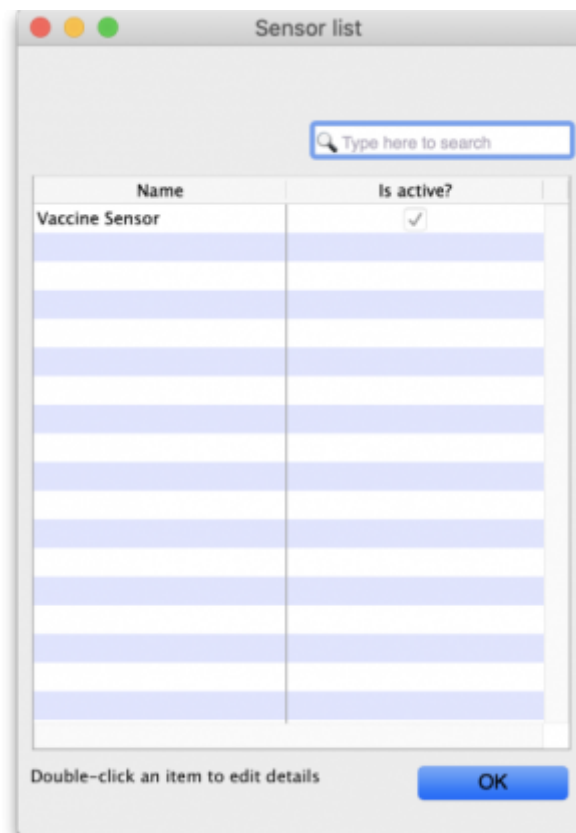 Sensor list
Type here to search
Name Is active?
Vaccine Sensor
Double-click an item to edit details
OK